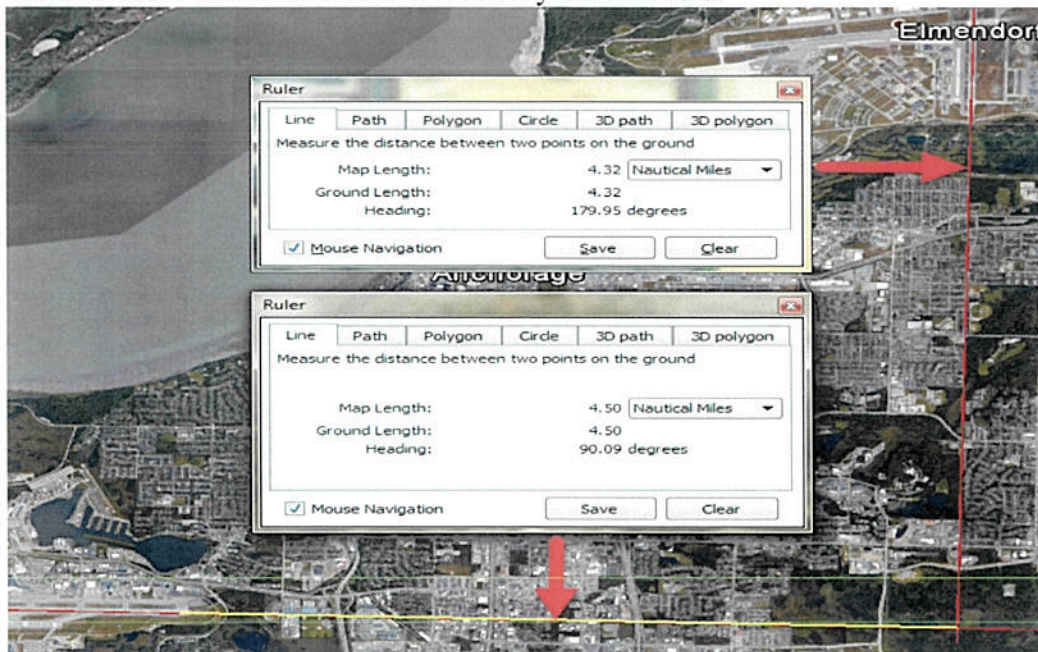 Elmendorf
Ruler
Line Path Polygon Circle 3D path 3D polygon
Measure the distance between two points on the ground
Map Length: 4.32 Nautical Miles
Ground Length: 4.32
Heading: 179.95 degrees
Mouse Navigation Save Clear
Anchorage
Ruler
Line Path Polygon Circle 3D path 3D polygon
Measure the distance between two points on the ground
Map Length: 4.50 Nautical Miles
Ground Length: 4.50
Heading: 90.09 degrees
Mouse Navigation Save Clear